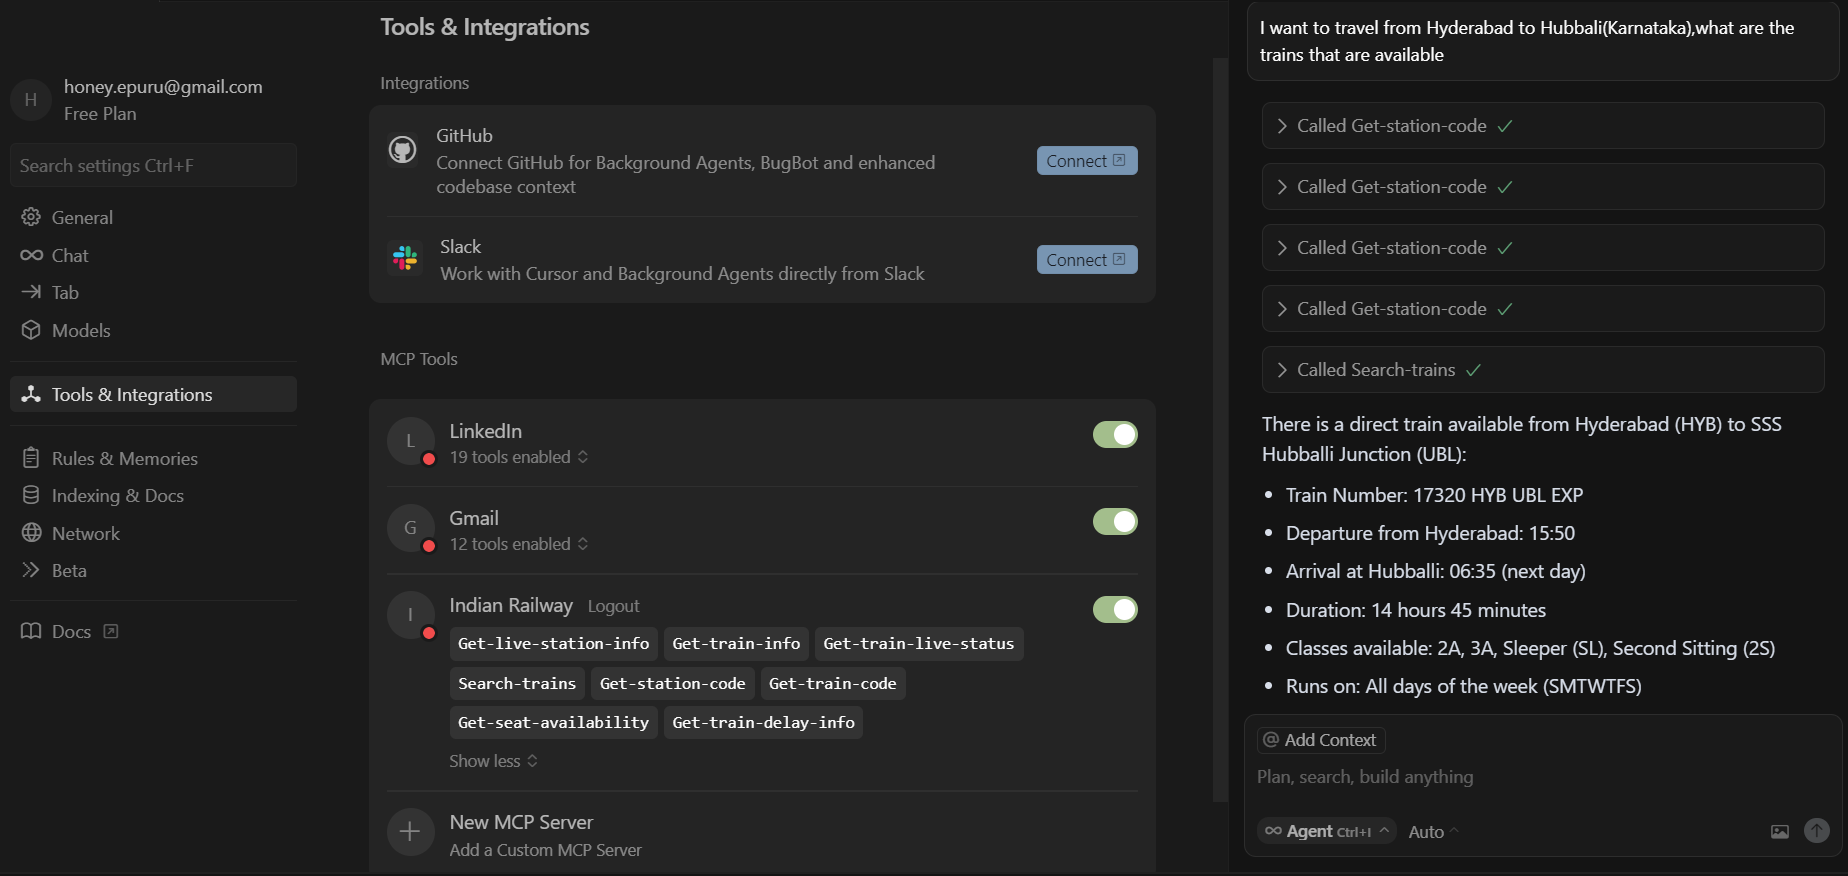 Tools & Integrations
honey.epuru@gmail.com
H
Free Plan
Search settings Ctrl+F
General
Chat
Tab
Models
Tools & Integrations
Rules & Memories
Indexing & Docs
Network
Beta
Docs
Integrations
GitHub
Connect GitHub for Background Agents, BugBot and enhanced
codebase context
Connect
Slack
Work with Cursor and Background Agents directly from Slack
Connect
MCP Tools
L
LinkedIn
19 tools enabled
G
Gmail
12 tools enabled
I
Indian Railway Logout
Get-live-station-info Get-train-info Get-train-live-status
Search-trains Get-station-code Get-train-code
Get-seat-availability Get-train-delay-info
Show less
New MCP Server
Add a Custom MCP Server
I want to travel from Hyderabad to Hubbali(Karnataka),what are the
trains that are available
Called Get-station-code
Called Get-station-code
Called Get-station-code
Called Get-station-code
Called Search-trains
There is a direct train available from Hyderabad (HYB) to SSS
Hubballi Junction (UBL):
• Train Number: 17320 HYB UBL EXP
• Departure from Hyderabad: 15:50
• Arrival at Hubballi: 06:35 (next day)
• Duration: 14 hours 45 minutes
• Classes available: 2A, 3A, Sleeper (SL), Second Sitting (2S)
• Runs on: All days of the week (SMTWTFS)
@ Add Context
Plan, search, build anything
Agent Ctrl+I Auto